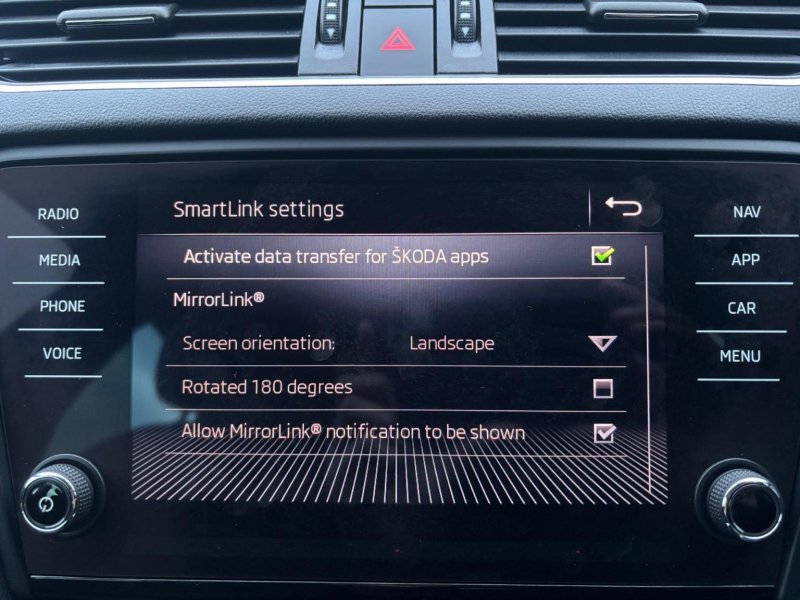 SmartLink settings
Activate data transfer for ŠKODA apps
MirrorLink®
Screen orientation: Landscape
Rotated 180 degrees
Allow MirrorLink® notification to be shown
RADIO
MEDIA
PHONE
VOICE
NAV
APP
CAR
MENU